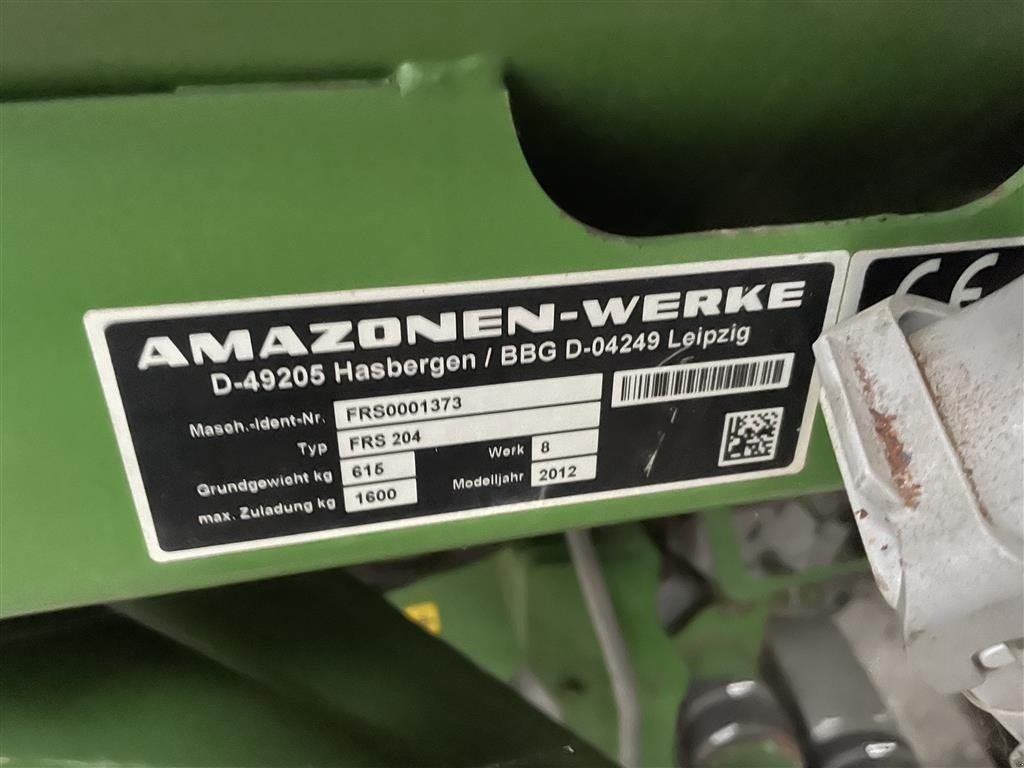 AMAZONEN-WERKE
D-49205 Hasbergen / BBG D-04249 Leipzig
Masch.-Ident-Nr. FRS0001373
Typ FRS 204
Grundgewicht kg 615 Werk 8
max. Zuladung kg 1600 Modelljahr 2012
CE